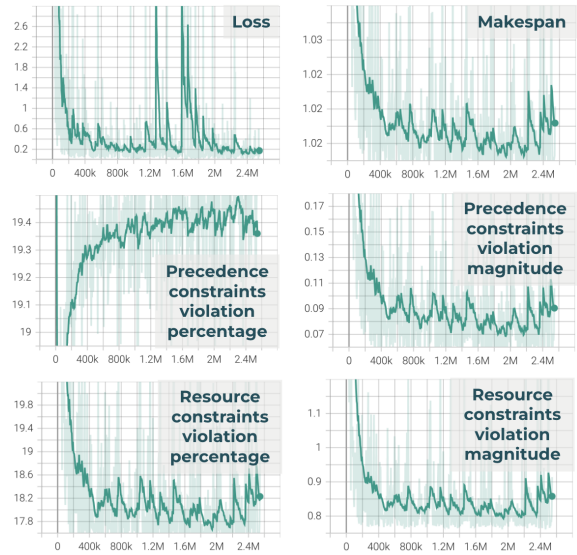 Loss
2.6
2.2
1.8
1.4
1
0.6
0.2
0 400k 800k 1.2M 1.6M 2M 2.4M
Makespan
1.03
1.02
1.02
1.02
0 400k 800k 1.2M 1.6M 2M 2.4M
Precedence
constraints
violation
percentage
19.4
19.3
19.2
19.1
19
0 400k 800k 1.2M 1.6M 2M 2.4M
Precedence
constraints
violation
magnitude
0.17
0.15
0.13
0.11
0.09
0.07
0 400k 800k 1.2M 1.6M 2M 2.4M
Resource
constraints
violation
percentage
19.8
19.4
19
18.6
18.2
17.8
0 400k 800k 1.2M 1.6M 2M 2.4M
Resource
constraints
violation
magnitude
1.1
1
0.9
0.8
0 400k 800k 1.2M 1.6M 2M 2.4M